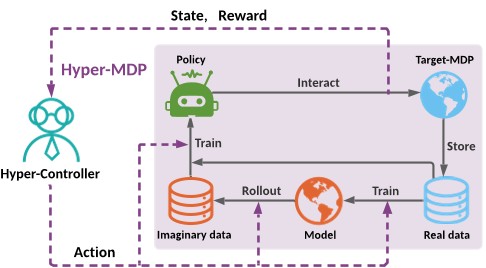 State, Reward
Hyper-MDP
Policy
Target-MDP
Interact
Train
Store
Hyper-Controller
Rollout
Train
Imaginary data
Model
Real data
Action